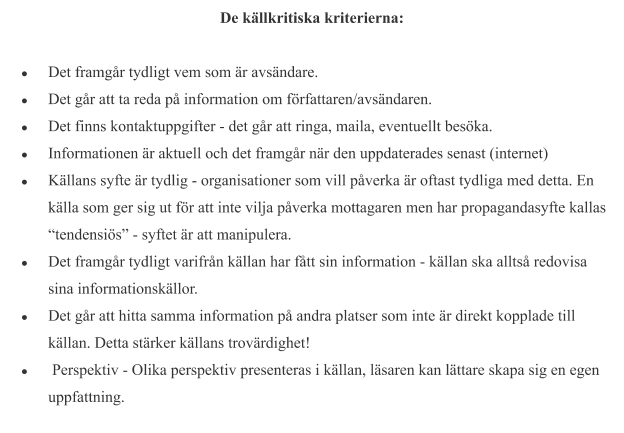 De källkritiska kriterierna:
● Det framgår tydligt vem som är avsändare.
● Det går att ta reda på information om författaren/avsändaren.
● Det finns kontaktuppgifter - det går att ringa, maila, eventuellt besöka.
● Informationen är aktuell och det framgår när den uppdaterades senast (internet)
● Källans syfte är tydlig - organisationer som vill påverka är oftast tydliga med detta. En
källa som ger sig ut för att inte vilja påverka mottagaren men har propagandasyfte kallas
“tendensiös” - syftet är att manipulera.
● Det framgår tydligt varifrån källan har fått sin information - källan ska alltså redovisa
sina informationskällor.
● Det går att hitta samma information på andra platser som inte är direkt kopplade till
källan. Detta stärker källans trovärdighet!
● Perspektiv - Olika perspektiv presenteras i källan, läsaren kan lättare skapa sig en egen
uppfattning.